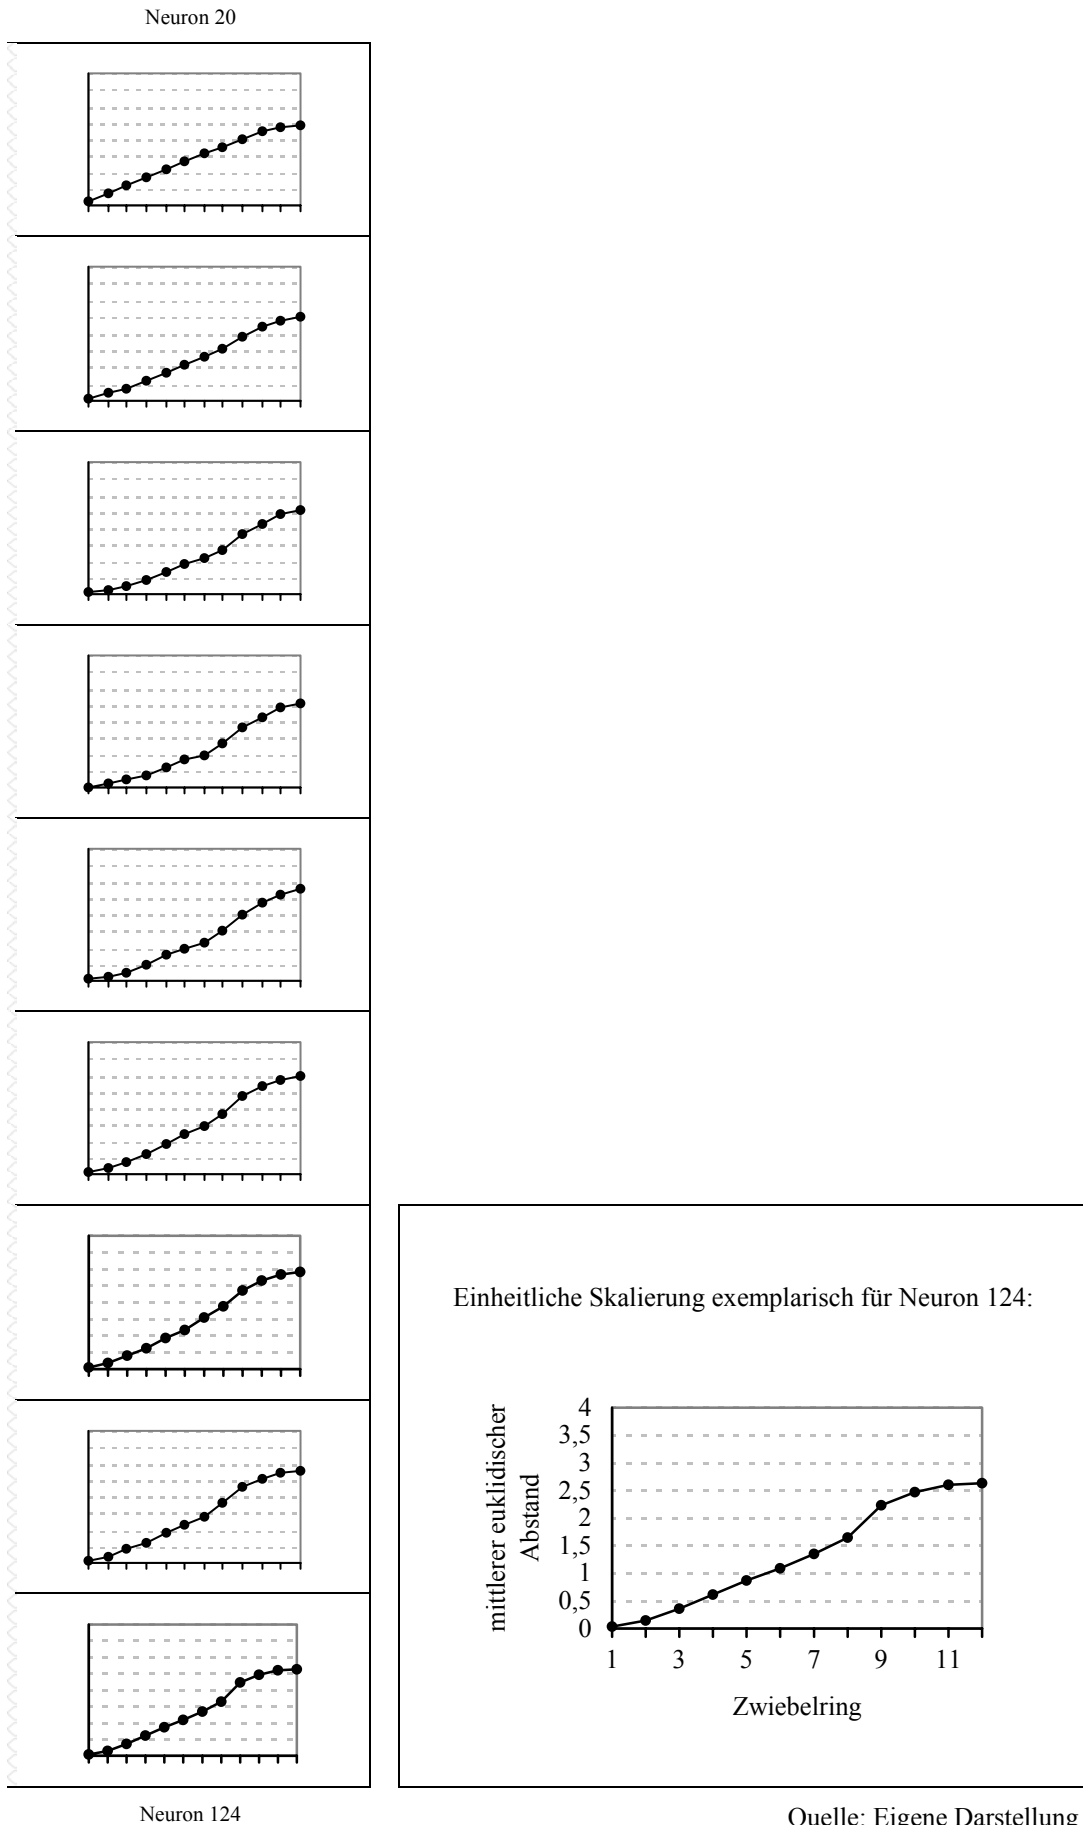 Neuron 20
Einheitliche Skalierung exemplarisch für Neuron 124:
mittlerer euklidischer
Abstand
4
3,5
3
2,5
2
1,5
1
0,5
0
1 3 5 7 9 11
Zwiebelring
Neuron 124
Quelle: Eigene Darstellung